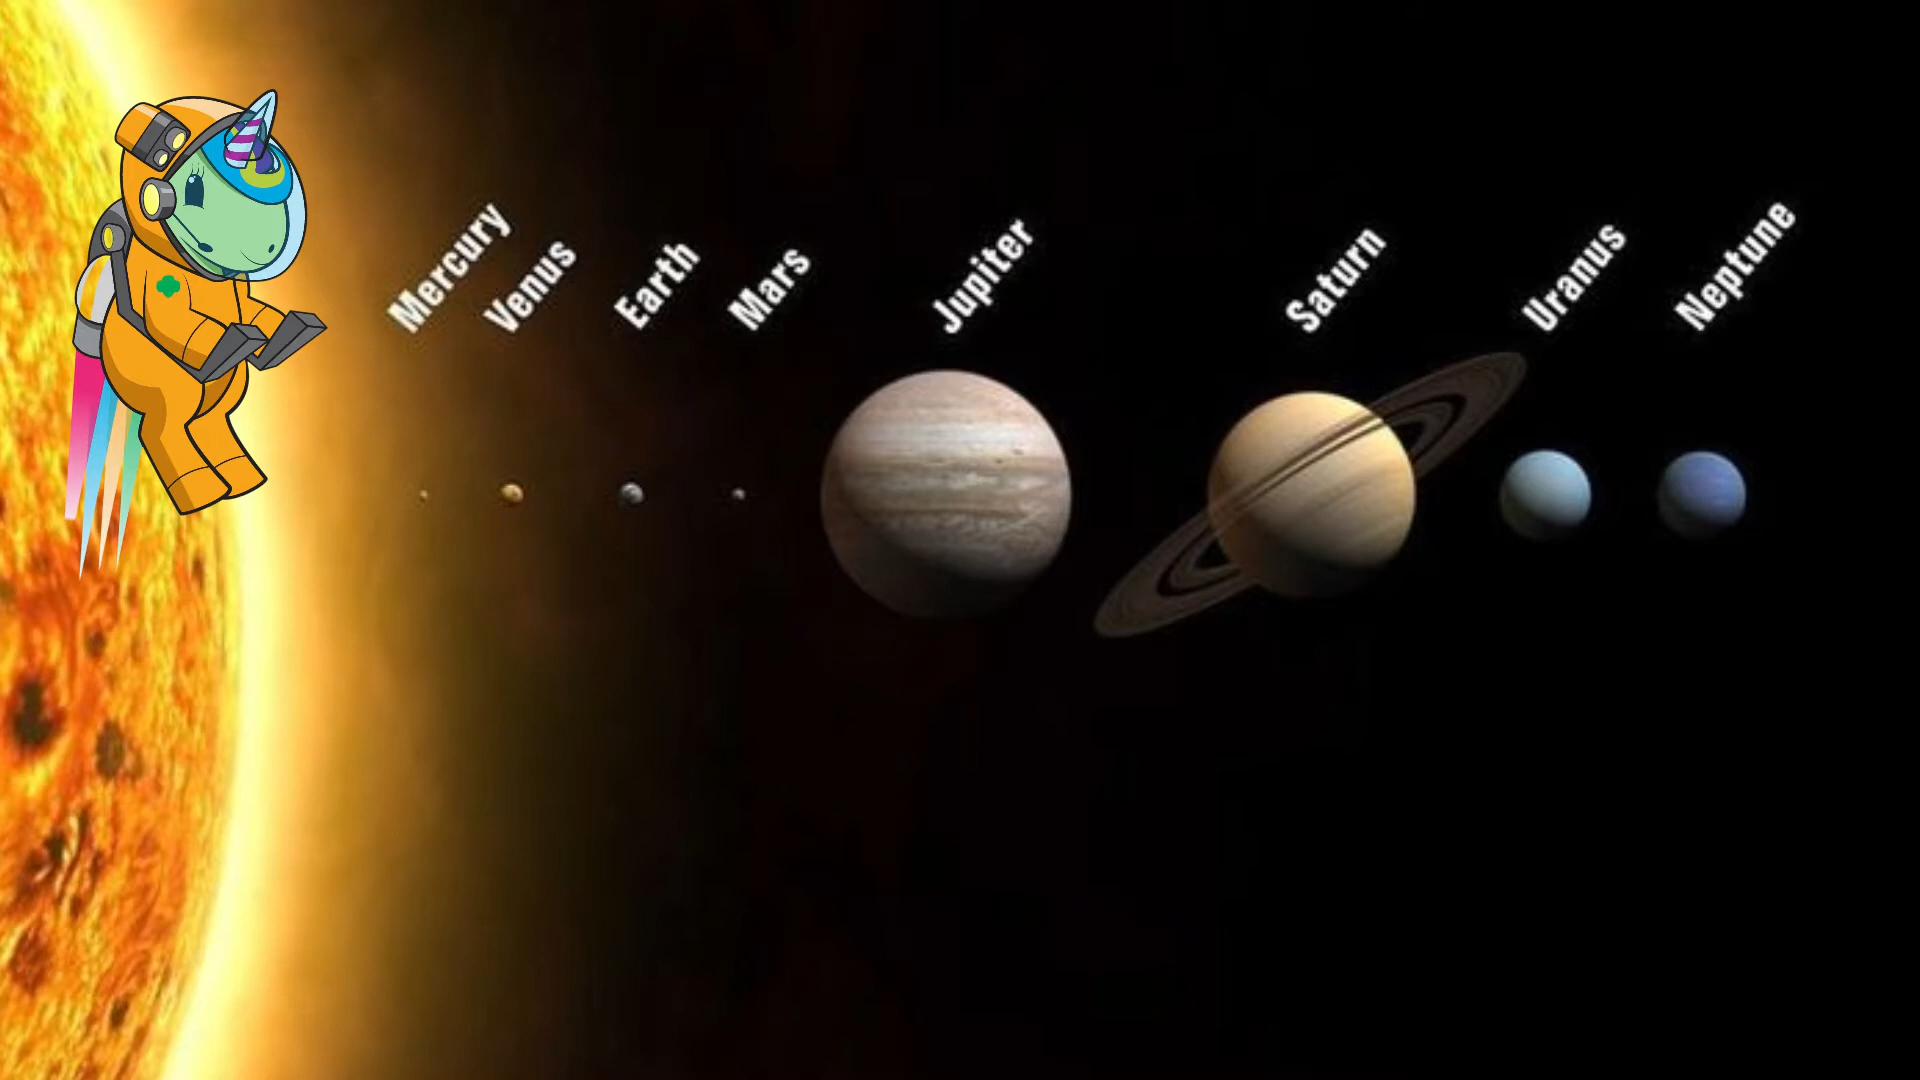 Mercury
Venus
Earth
Mars
Jupiter
Saturn
Uranus
Neptune